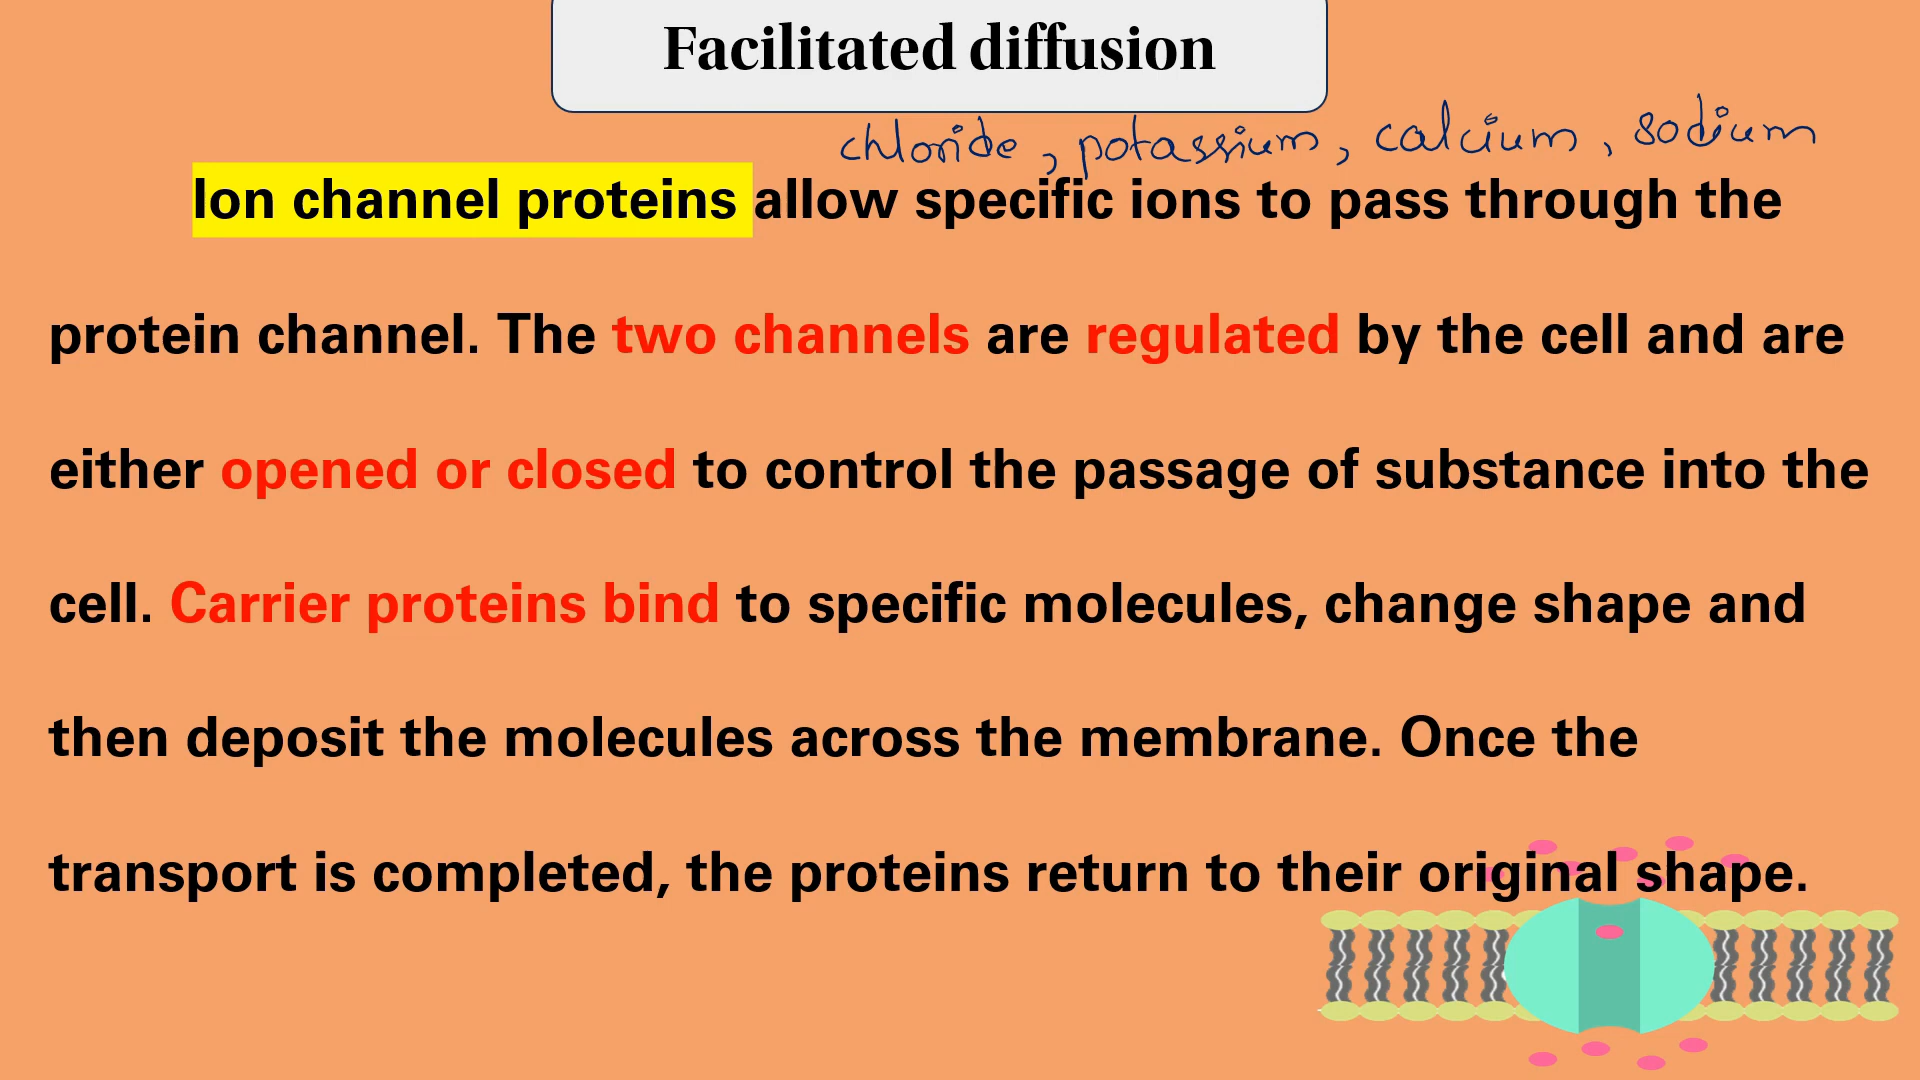 Facilitated diffusion
chloride, potassium, calcium, sodium
Ion channel proteins allow specific ions to pass through the
protein channel. The two channels are regulated by the cell and are
either opened or closed to control the passage of substance into the
cell. Carrier proteins bind to specific molecules, change shape and
then deposit the molecules across the membrane. Once the
transport is completed, the proteins return to their original shape.